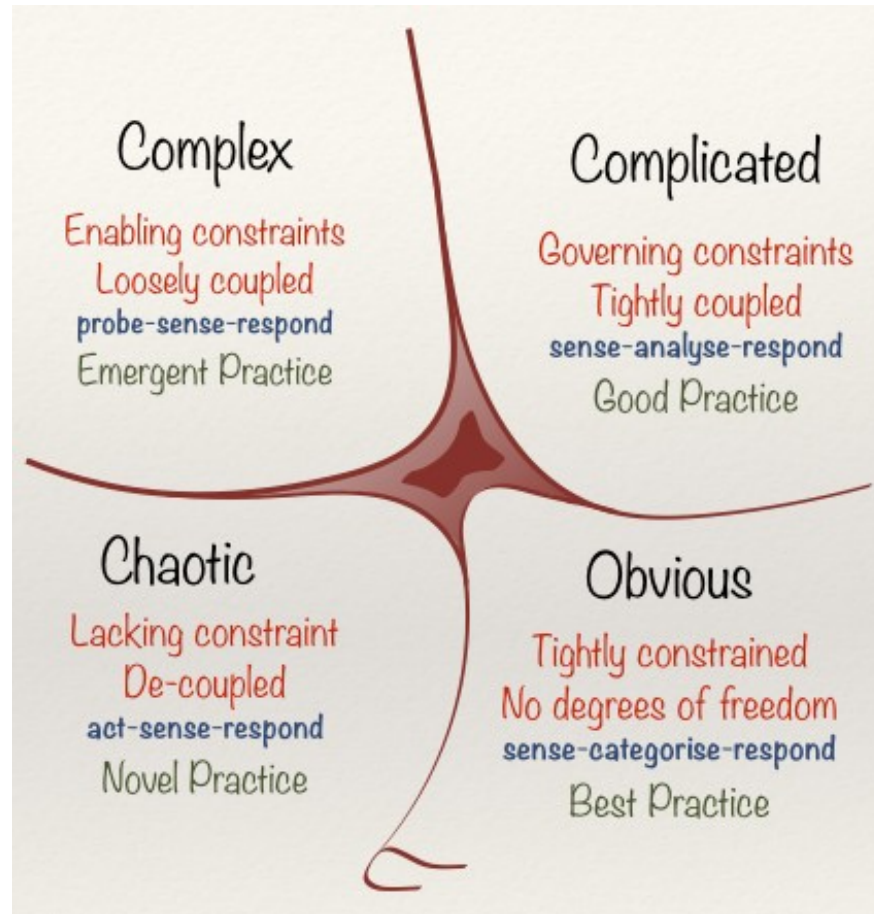 Complex
Enabling constraints
Loosely coupled
probe-sense-respond
Emergent Practice
Complicated
Governing constraints
Tightly coupled
sense-analyse-respond
Good Practice
Chaotic
Lacking constraint
De-coupled
act-sense-respond
Novel Practice
Obvious
Tightly constrained
No degrees of freedom
sense-categorise-respond
Best Practice